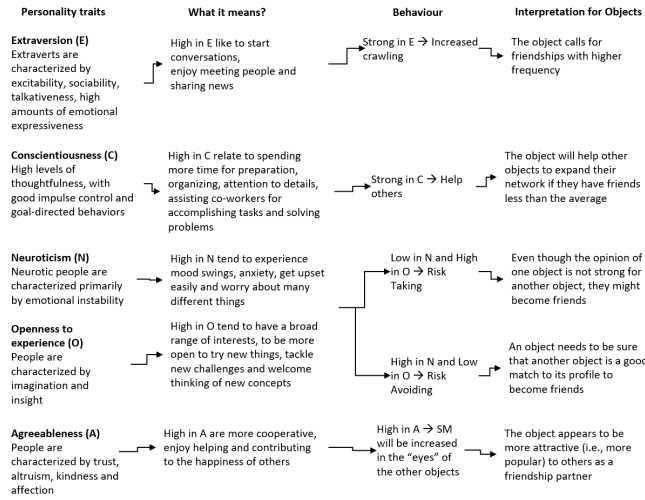 Personality traits What it means? Behaviour Interpretation for Objects
Extraversion (E)
Extraverts are
characterized by
excitability, sociability,
talkativeness, high
amounts of emotional
expressiveness
High in E like to start
conversations,
enjoy meeting people and
sharing news
Strong in E → Increased
crawling
The object calls for
friendships with higher
frequency
Conscientiousness (C)
High levels of
thoughtfulness, with
good impulse control and
goal-directed behaviors
High in C relate to spending
more time for preparation,
organizing, attention to details,
assisting co-workers for
accomplishing tasks and solving
problems
Strong in C → Help
others
The object will help other
objects to expand their
network if they have friends
less than the average
Neuroticism (N)
Neurotic people are
characterized primarily
by emotional instability
High in N tend to experience
mood swings, anxiety, get upset
easily and worry about many
different things
Low in N and High
in O → Risk
Taking
Even though the opinion of
one object is not strong for
another object, they might
become friends
Openness to
experience (O)
People are
characterized by
imagination and
insight
High in O tend to have a broad
range of interests, to be more
open to try new things, tackle
new challenges and welcome
thinking of new concepts
High in N and Low
in O → Risk
Avoiding
An object needs to be sure
that another object is a good
match to its profile to
become friends
Agreeableness (A)
People are
characterized by trust,
altruism, kindness and
affection
High in A are more cooperative,
enjoy helping and contributing
to the happiness of others
High in A → SM
will be increased
in the "eyes" of
the other objects
The object appears to be
more attractive (i.e., more
popular) to others as a
friendship partner